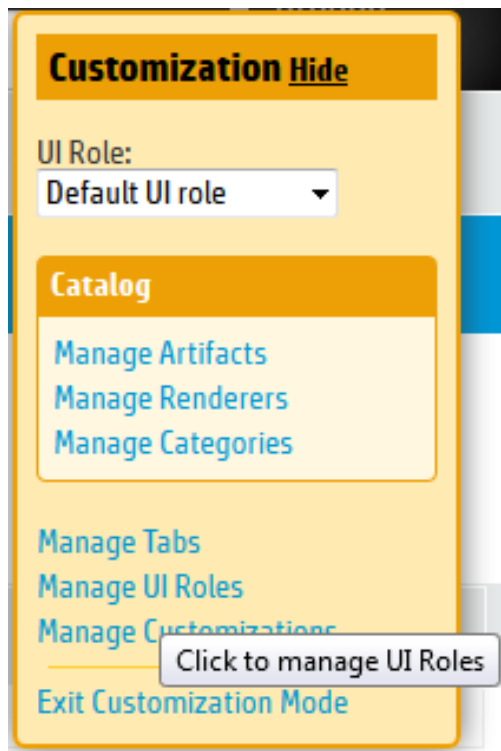 Customization Hide
UI Role:
Default UI role
Catalog
Manage Artifacts
Manage Renderers
Manage Categories
Manage Tabs
Manage UI Roles
Manage Customizations
Click to manage UI Roles
Exit Customization Mode